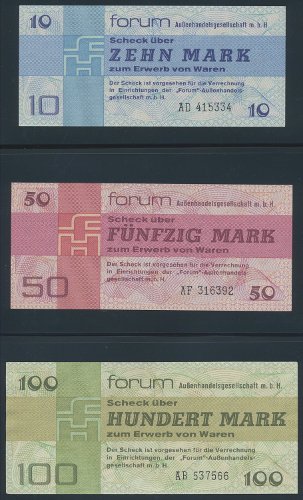 10 forum Außenhandelsgesellschaft m. b. H.
Scheck über
ZEHN MARK
zum Erwerb von Waren
Der Scheck ist vorgesehen für die Verrechnung
in Einrichtungen der „Forum"-Außenhandels-
gesellschaft m. b. H.
10 AD 415334 10
50 forum Außenhandelsgesellschaft m. b. H.
Scheck über
FÜNFZIG MARK
zum Erwerb von Waren
Der Scheck ist vorgesehen für die Verrechnung
in Einrichtungen der „Forum"-Außenhandels-
gesellschaft m. b. H.
50 AF 316392 50
100 forum Außenhandelsgesellschaft m. b. H.
Scheck über
HUNDERT MARK
zum Erwerb von Waren
Der Scheck ist vorgesehen für die Verrechnung
in Einrichtungen der „Forum"-Außenhandels-
gesellschaft m. b. H.
100 AB 537566 100